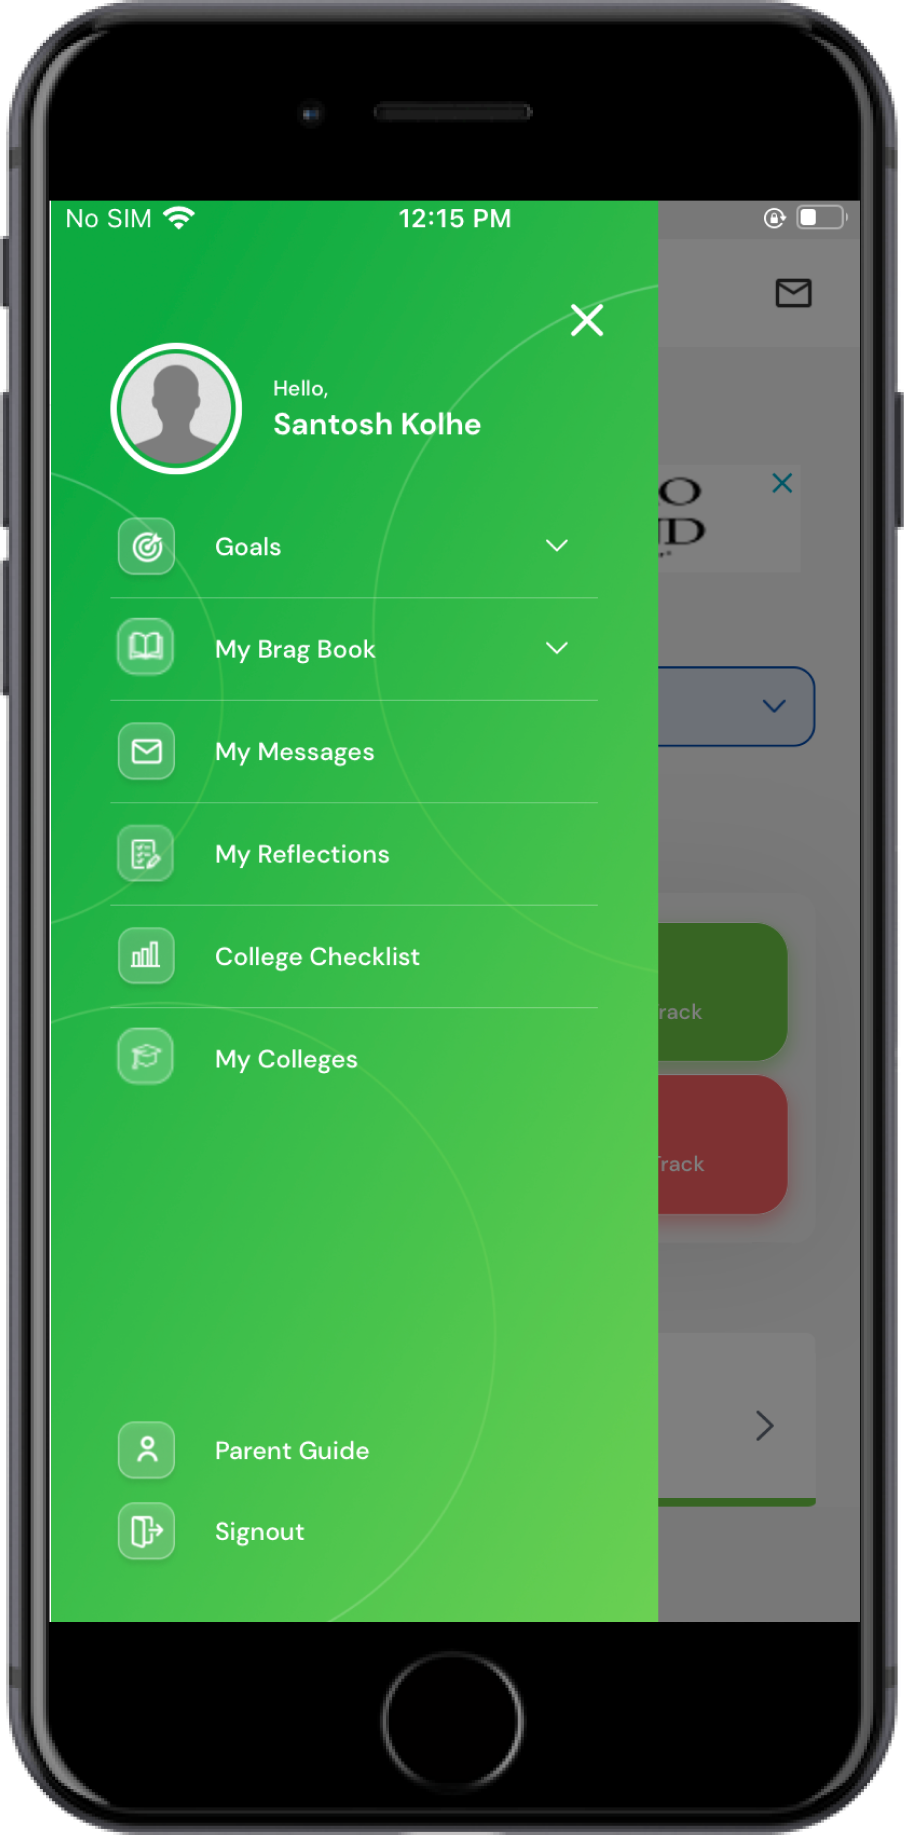 No SIM 12:15 PM
Hello,
Santosh Kolhe
Goals
My Brag Book
My Messages
My Reflections
College Checklist
rack
My Colleges
Track
Parent Guide
Signout